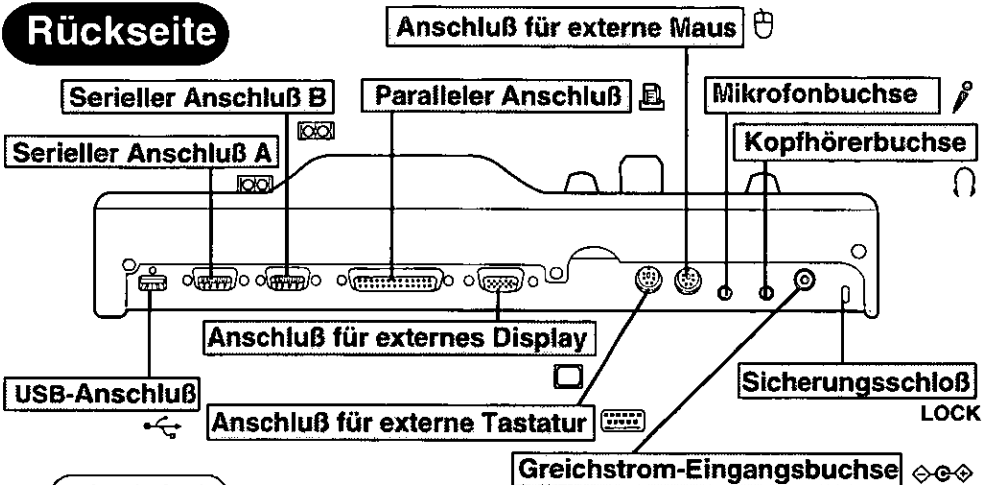 Rückseite
Anschluß für externe Maus
Serieller Anschluß B
Paralleler Anschluß
Mikrofonbuchse
Serieller Anschluß A
Kopfhörerbuchse
Anschluß für externes Display
USB-Anschluß
Sicherungsschloß
LOCK
Anschluß für externe Tastatur
Greichstrom-Eingangsbuchse